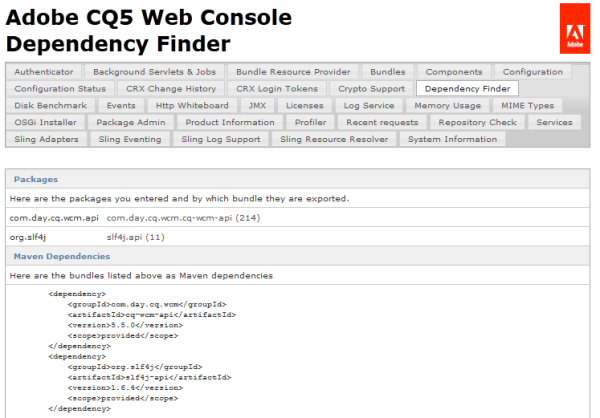 Adobe CQ5 Web Console
Dependency Finder
Adobe
Authenticator Background Servlets & Jobs Bundle Resource Provider Bundles Components Configuration
Configuration Status CRX Change History CRX Login Tokens Crypto Support Dependency Finder
Disk Benchmark Events Http Whiteboard JMX Licenses Log Service Memory Usage MIME Types
OSGi Installer Package Admin Product Information Profiler Recent requests Repository Check Services
Sling Adapters Sling Eventing Sling Log Support Sling Resource Resolver System Information
Packages
Here are the packages you entered and by which bundle they are exported.
com.day.cq.wcm.api com.day.cq.wcm.cq-wcm-api (214)
org.slf4j slf4j.api (11)
Maven Dependencies
Here are the bundles listed above as Maven dependencies
<dependency>
<groupId>com.day.cq.wcm</groupId>
<artifactId>cq-wcm-api</artifactId>
<version>5.5.0</version>
<scope>provided</scope>
</dependency>
<dependency>
<groupId>org.slf4j</groupId>
<artifactId>slf4j-api</artifactId>
<version>1.6.4</version>
<scope>provided</scope>
</dependency>